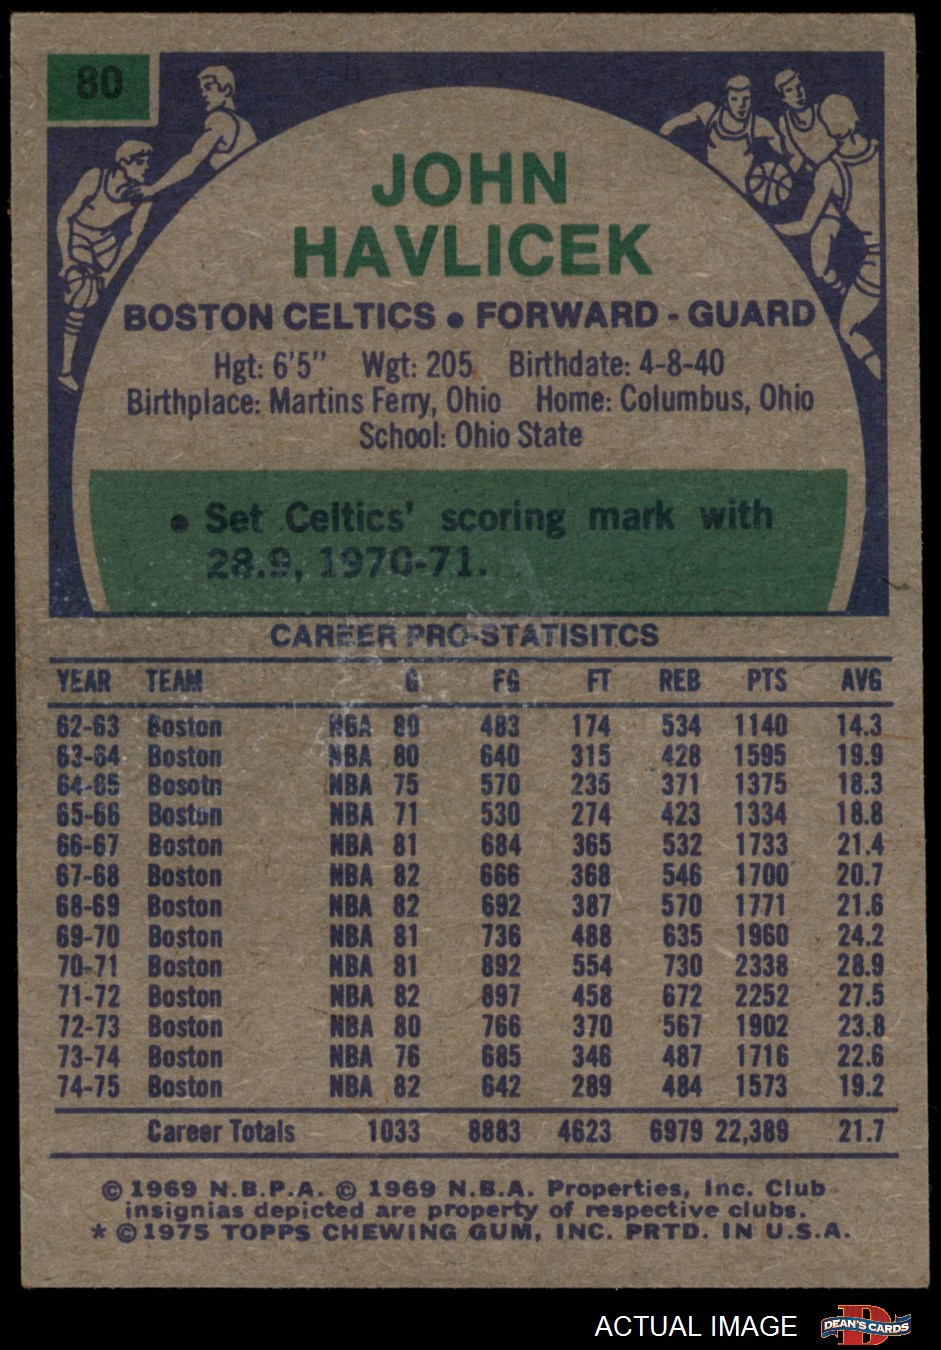 80
JOHN
HAVLICEK
BOSTON CELTICS • FORWARD - GUARD
Hgt: 6'5" Wgt: 205 Birthdate: 4-8-40
Birthplace: Martins Ferry, Ohio Home: Columbus, Ohio
School: Ohio State
• Set Celtics' scoring mark with
28.9, 1970-71.
CAREER PRO-STATISITCS
YEAR TEAM G FG FT REB PTS AVG
62-63 Boston NBA 80 483 174 534 1140 14.3
63-64 Boston NBA 80 640 315 428 1595 19.9
64-65 Bosotn NBA 75 570 235 371 1375 18.3
65-66 Boston NBA 71 530 274 423 1334 18.8
66-67 Boston NBA 81 684 365 532 1733 21.4
67-68 Boston NBA 82 666 368 546 1700 20.7
68-69 Boston NBA 82 692 387 570 1771 21.6
69-70 Boston NBA 81 736 488 635 1960 24.2
70-71 Boston NBA 81 892 554 730 2338 28.9
71-72 Boston NBA 82 897 458 672 2252 27.5
72-73 Boston NBA 80 766 370 567 1902 23.8
73-74 Boston NBA 76 685 346 487 1716 22.6
74-75 Boston NBA 82 642 289 484 1573 19.2
Career Totals 1033 8883 4623 6979 22,389 21.7
© 1969 N.B.P.A. © 1969 N.B.A. Properties, Inc. Club
insignias depicted are property of respective clubs.
* © 1975 TOPPS CHEWING GUM, INC. PRTD. IN U.S.A.
ACTUAL IMAGE
D
DEAN'S CARDS